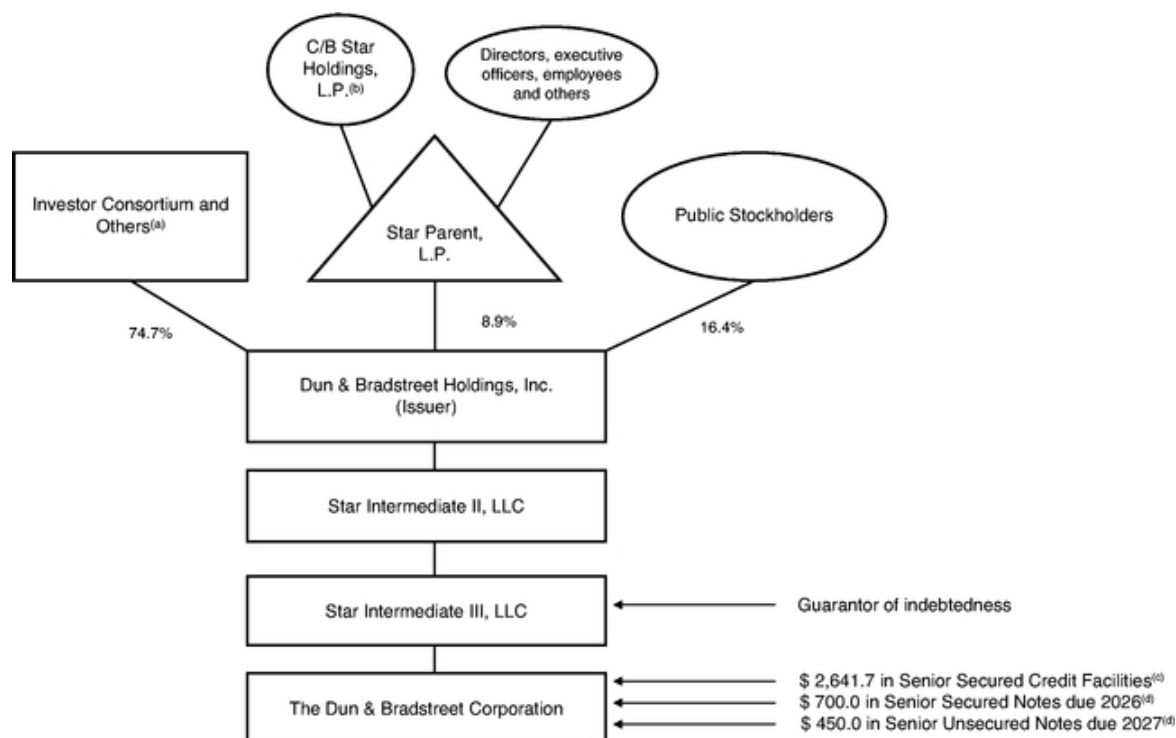 C/B Star
Holdings,
L.P.(b)
Directors, executive
officers, employees
and others
Investor Consortium and
Others(a)
Star Parent,
L.P.
Public Stockholders
74.7%
8.9%
16.4%
Dun & Bradstreet Holdings, Inc.
(Issuer)
Star Intermediate II, LLC
Star Intermediate III, LLC
Guarantor of indebtedness
The Dun & Bradstreet Corporation
$ 2,641.7 in Senior Secured Credit Facilities(c)
$ 700.0 in Senior Secured Notes due 2026(d)
$ 450.0 in Senior Unsecured Notes due 2027(d)